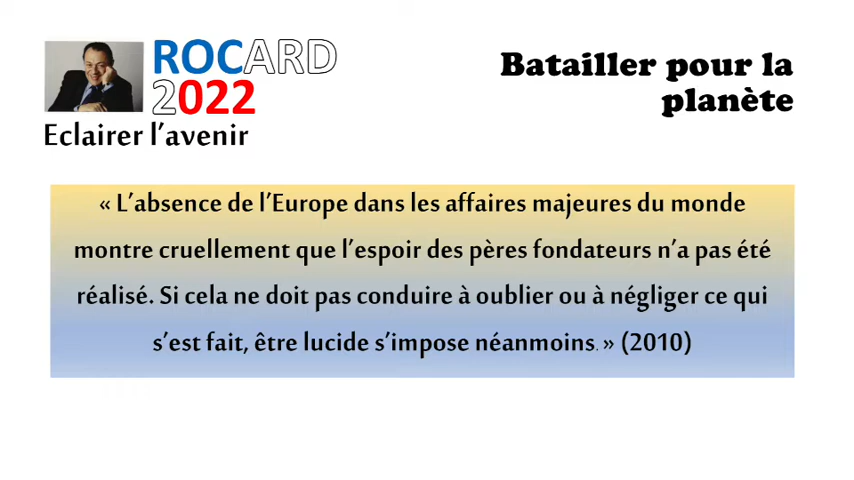 ROCARD
2022
Eclairer l'avenir
Batailler pour la
planète
« L'absence de l'Europe dans les affaires majeures du monde
montre cruellement que l'espoir des pères fondateurs n'a pas été
réalisé. Si cela ne doit pas conduire à oublier ou à négliger ce qui
s'est fait, être lucide s'impose néanmoins. » (2010)